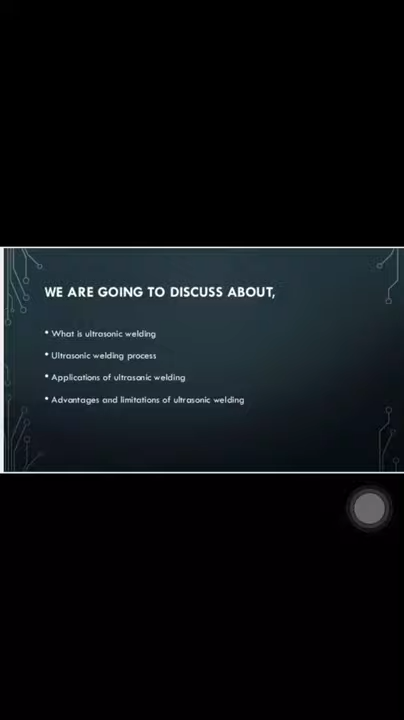 WE ARE GOING TO DISCUSS ABOUT,
• What is ultrasonic welding
• Ultrasonic welding process
• Applications of ultrasonic welding
• Advantages and limitations of ultrasonic welding